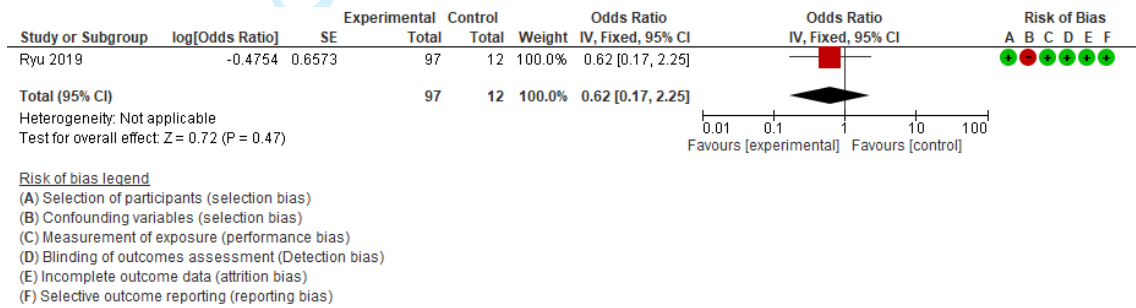 Experimental Control Odds Ratio Odds Ratio Risk of Bias
Study or Subgroup log[Odds Ratio] SE Total Total Weight IV, Fixed, 95% CI IV, Fixed, 95% CI A B C D E F
Ryu 2019 -0.4754 0.6573 97 12 100.0% 0.62 [0.17, 2.25]
Total (95% CI) 97 12 100.0% 0.62 [0.17, 2.25]
Heterogeneity: Not applicable
Test for overall effect: Z = 0.72 (P = 0.47)
0.01 0.1 1 10 100
Favours [experimental] Favours [control]
Risk of bias legend
(A) Selection of participants (selection bias)
(B) Confounding variables (selection bias)
(C) Measurement of exposure (performance bias)
(D) Blinding of outcomes assessment (Detection bias)
(E) Incomplete outcome data (attrition bias)
(F) Selective outcome reporting (reporting bias)